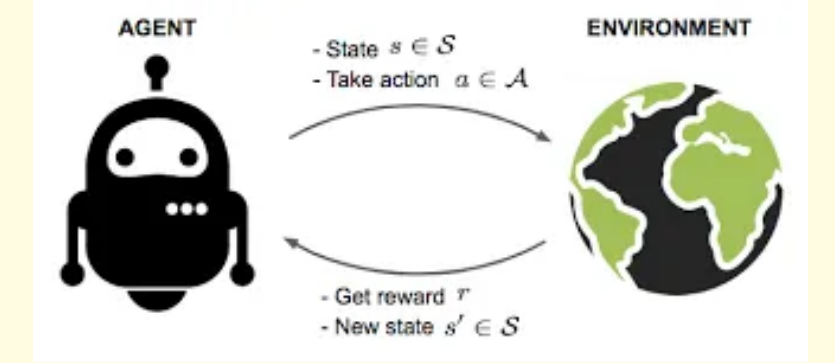 AGENT
ENVIRONMENT
- State s ∈ 𝒮
- Take action a ∈ 𝒜
- Get reward r
- New state s′ ∈ 𝒮